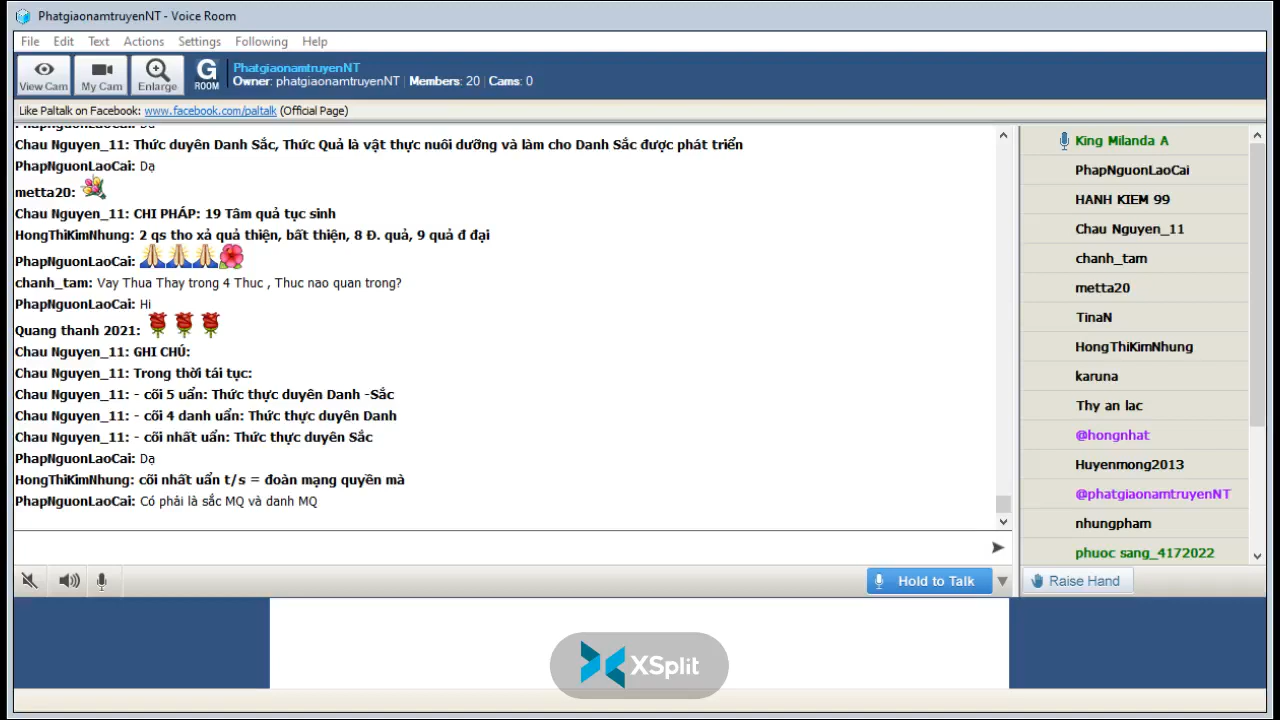 PhatgiaonamtruyenNT - Voice Room
File Edit Text Actions Settings Following Help
View Cam My Cam Enlarge G ROOM
PhatgiaonamtruyenNT
Owner: phatgiaonamtruyenNT | Members: 20 | Cams: 0
Like Paltalk on Facebook: www.facebook.com/paltalk (Official Page)
PhapNguonLaoCai: Dạ
Chau Nguyen_11: Thức duyên Danh Sắc, Thức Quả là vật thực nuôi dưỡng và làm cho Danh Sắc được phát triển
PhapNguonLaoCai: Dạ
metta20:
Chau Nguyen_11: CHI PHÁP: 19 Tâm quả tục sinh
HongThiKimNhung: 2 qs tho xả quả thiện, bất thiện, 8 Đ. quả, 9 quả đ đại
PhapNguonLaoCai:
chanh_tam: Vay Thua Thay trong 4 Thuc , Thuc nao quan trong?
PhapNguonLaoCai: Hi
Quang thanh 2021:
Chau Nguyen_11: GHI CHÚ:
Chau Nguyen_11: Trong thời tái tục:
Chau Nguyen_11: - cõi 5 uẩn: Thức thực duyên Danh -Sắc
Chau Nguyen_11: - cõi 4 danh uẩn: Thức thực duyên Danh
Chau Nguyen_11: - cõi nhất uẩn: Thức thực duyên Sắc
PhapNguonLaoCai: Dạ
HongThiKimNhung: cõi nhất uẩn t/s = đoàn mạng quyền mà
PhapNguonLaoCai: Có phải là sắc MQ và danh MQ
King Milanda A
PhapNguonLaoCai
HANH KIEM 99
Chau Nguyen_11
chanh_tam
metta20
TinaN
HongThiKimNhung
karuna
Thy an lac
@hongnhat
Huyenmong2013
@phatgiaonamtruyenNT
nhungpham
phuoc sang_4172022
Hold to Talk
Raise Hand
XSplit